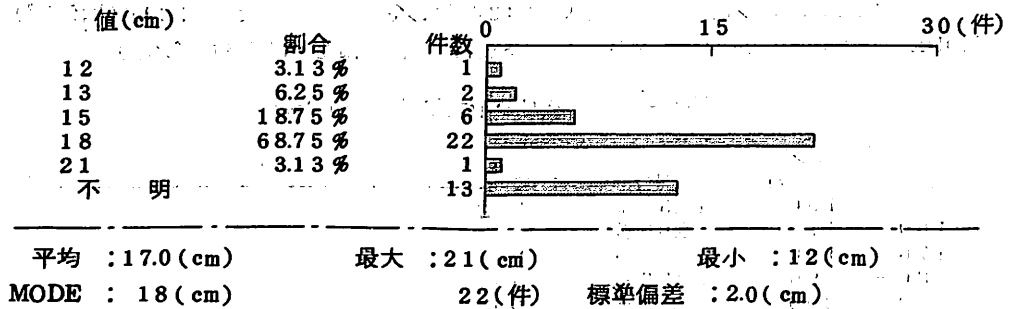 値(cm) 0 15 30(件)
割合 件数
12 3.13% 1
13 6.25% 2
15 18.75% 6
18 68.75% 22
21 3.13% 1
不 明 13
平均 :17.0(cm) 最大 :21(cm) 最小 :12(cm)
MODE : 18(cm) 22(件) 標準偏差 :2.0(cm)